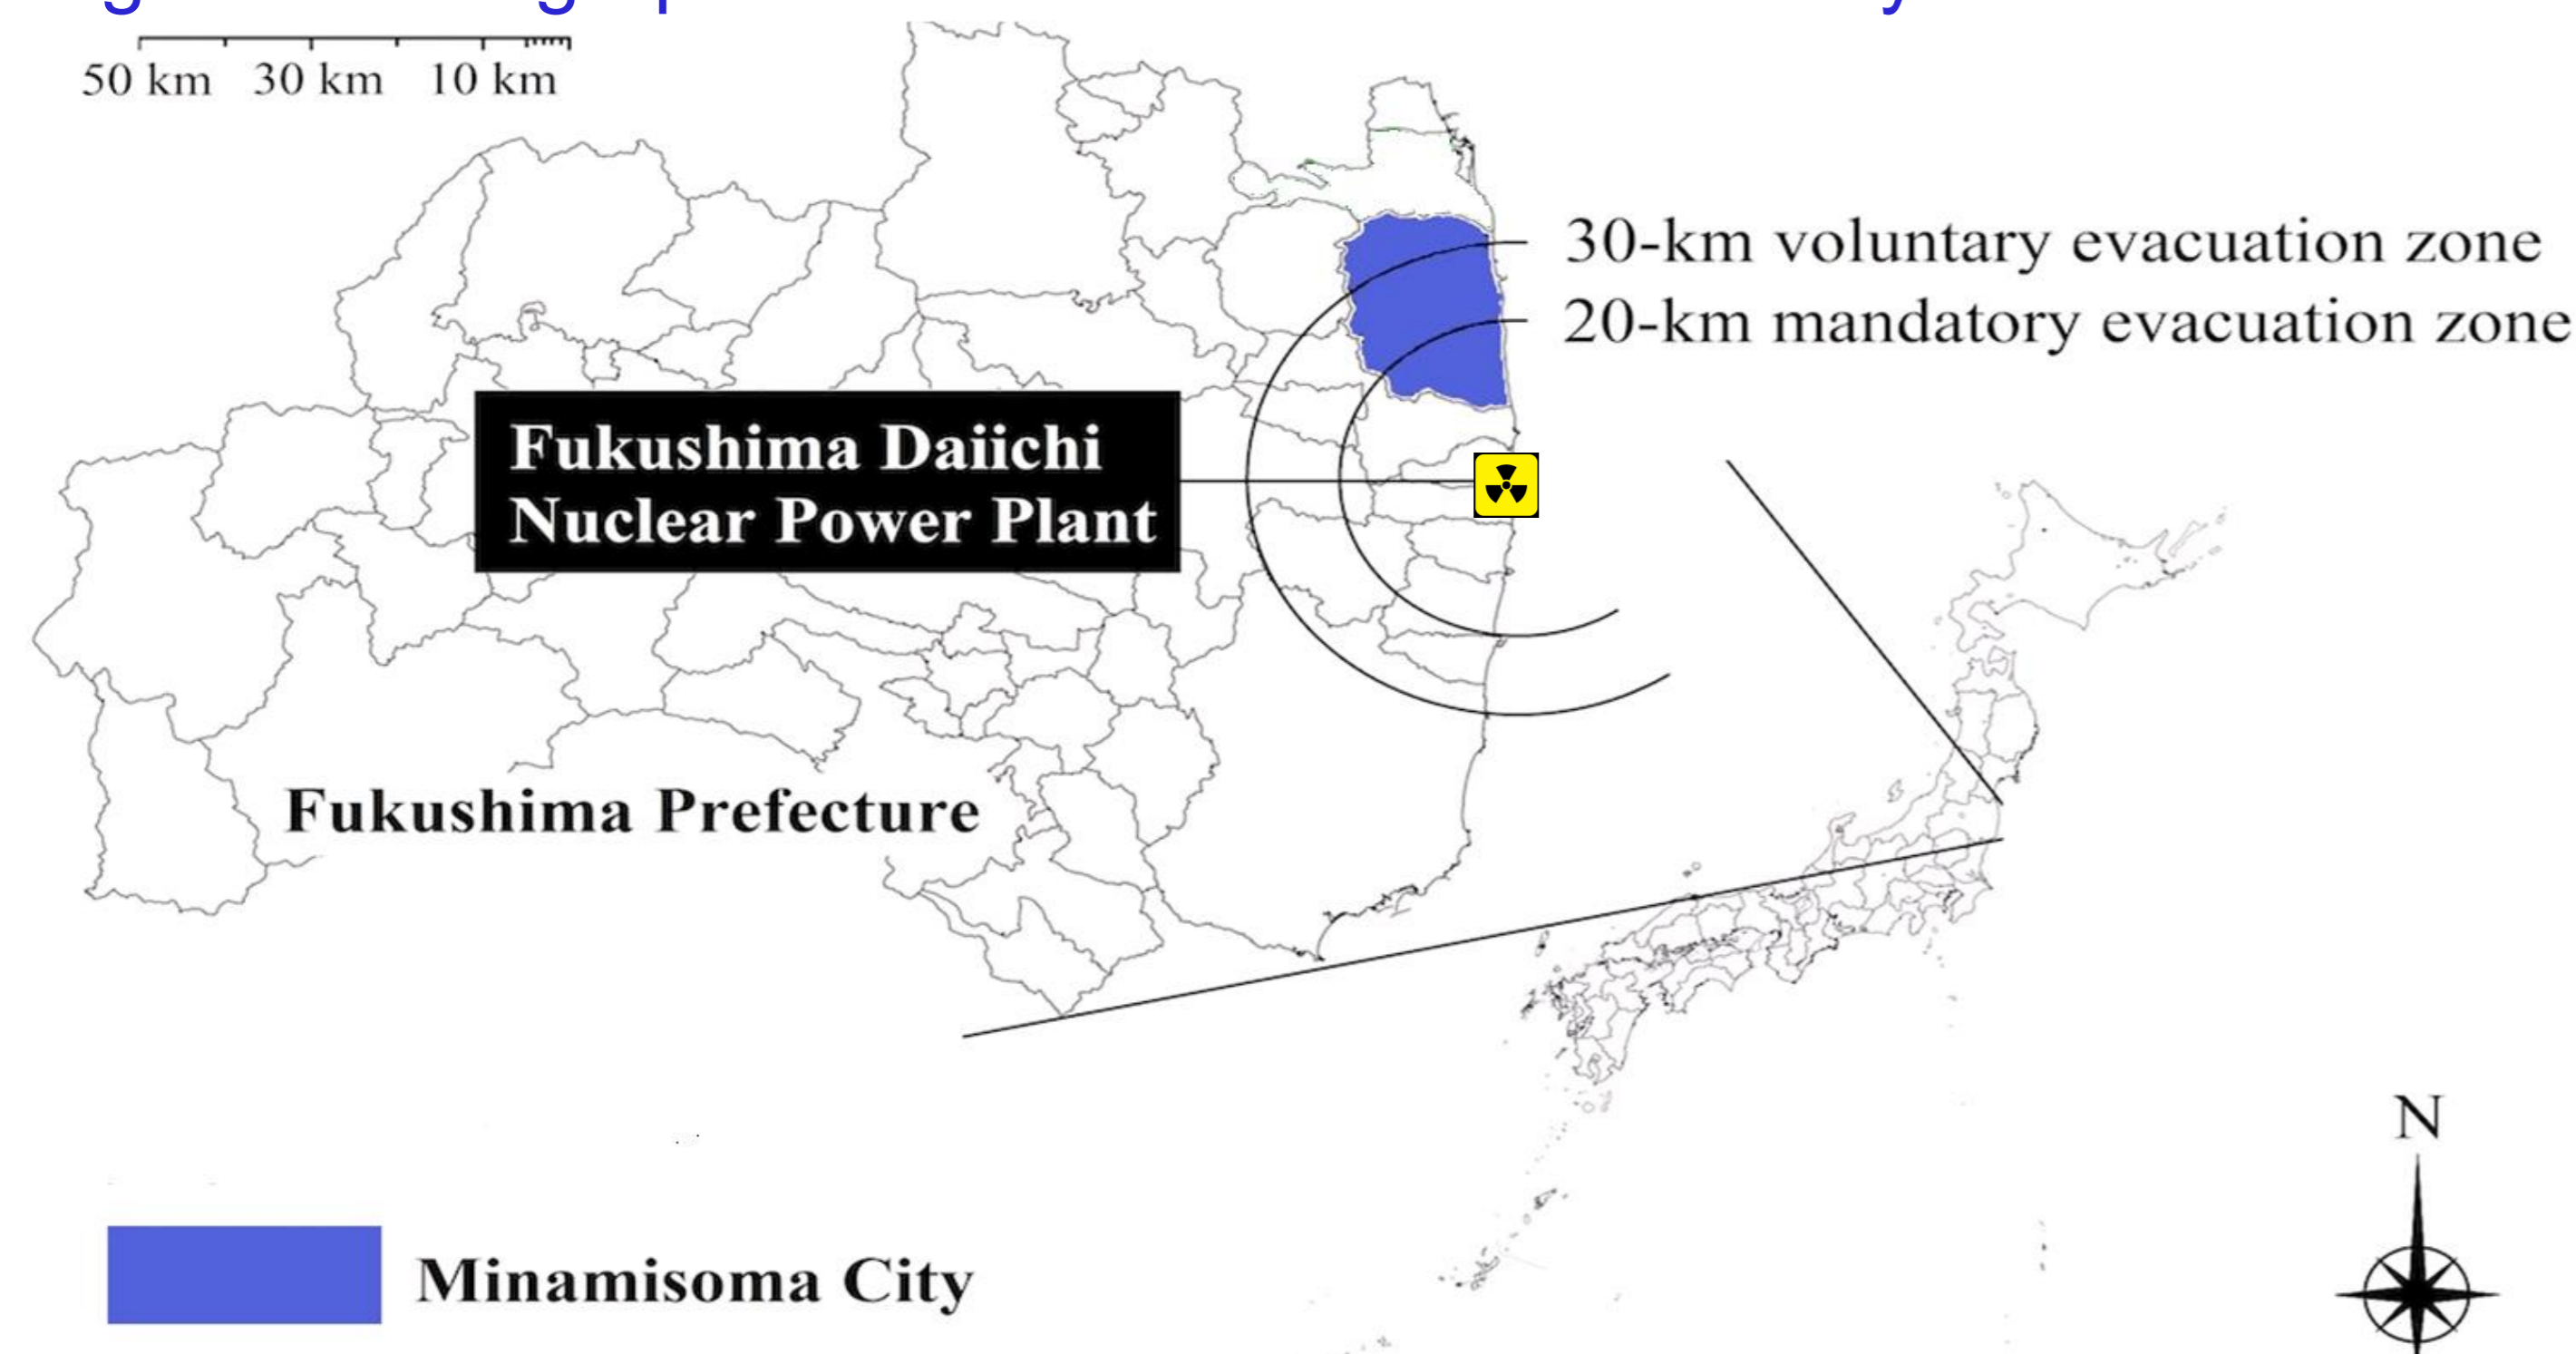 50 km 30 km 10 km
30-km voluntary evacuation zone
20-km mandatory evacuation zone
Fukushima Daiichi
Nuclear Power Plant
Fukushima Prefecture
N
Minamisoma City